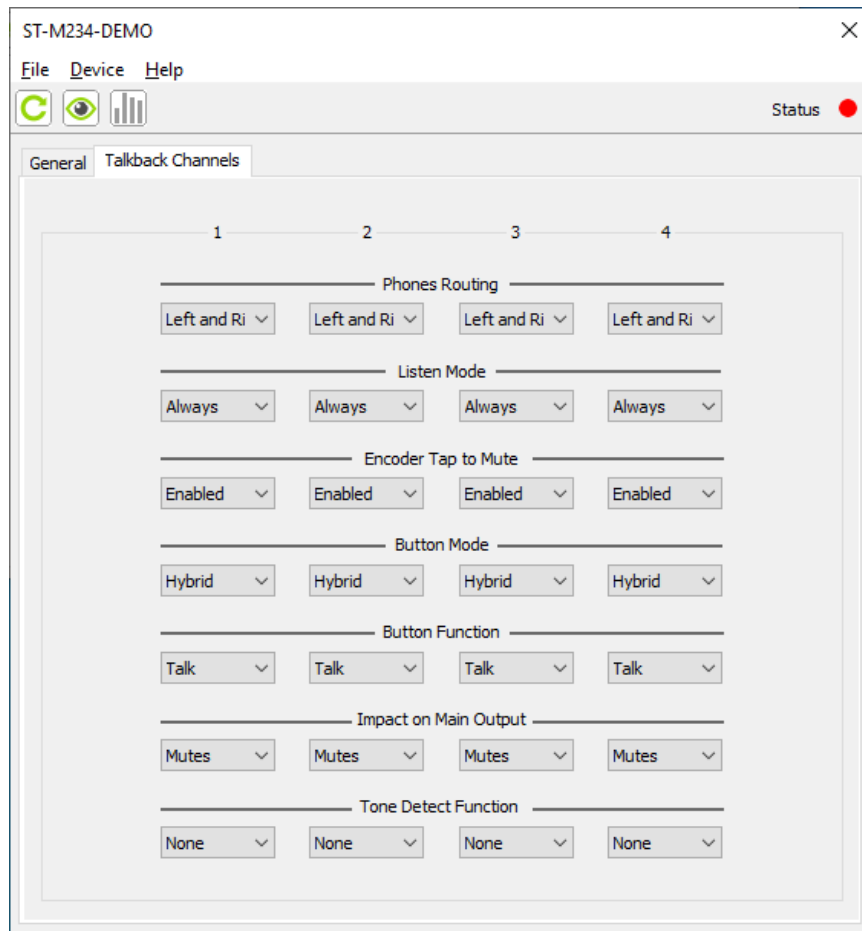 ST-M234-DEMO
File Device Help
Status
General Talkback Channels
1 2 3 4
Phones Routing
Left and Ri Left and Ri Left and Ri Left and Ri
Listen Mode
Always Always Always Always
Encoder Tap to Mute
Enabled Enabled Enabled Enabled
Button Mode
Hybrid Hybrid Hybrid Hybrid
Button Function
Talk Talk Talk Talk
Impact on Main Output
Mutes Mutes Mutes Mutes
Tone Detect Function
None None None None